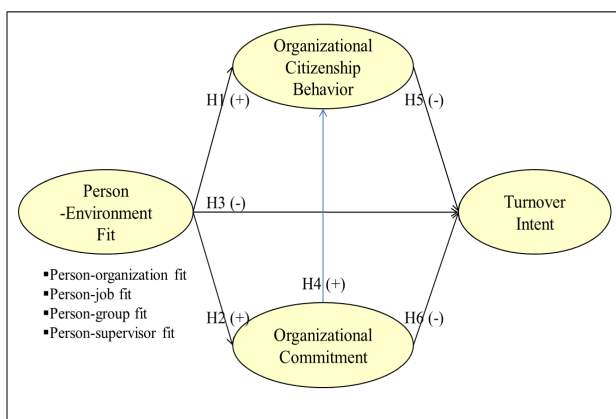 Organizational
Citizenship
Behavior
H1 (+)
H5 (-)
Person
-Environment
Fit
H3 (-)
Turnover
Intent
▪Person-organization fit
▪Person-job fit
▪Person-group fit
▪Person-supervisor fit
H4 (+)
H2 (+)
H6 (-)
Organizational
Commitment